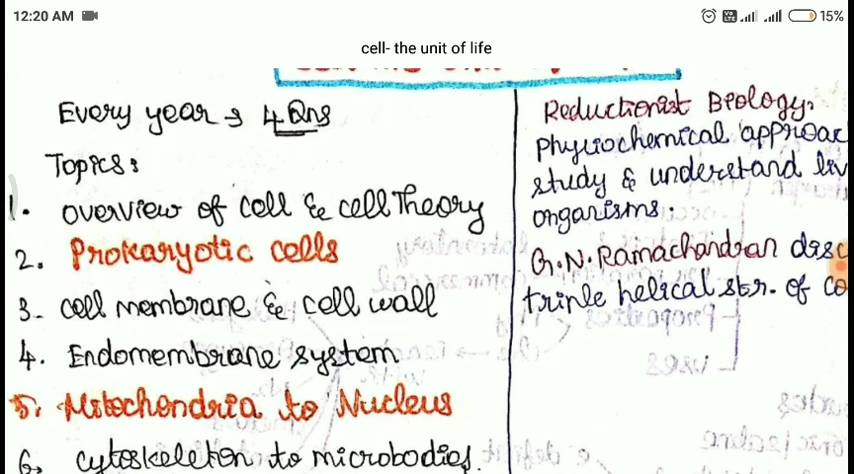 12:20 AM
15%
cell- the unit of life
Every year → 4 Qns
Topics:
1. overview of cell & cell Theory
2. Prokaryotic cells
3. cell membrane & cell wall
4. Endomembrane system
5. Mitochondria to Nucleus
6. cytoskeleton to microbodies.
Reductionist Biology:
Physiochemical approac
study & understand liv
organisms.
G.N. Ramachandran disc
triple helical str. of co